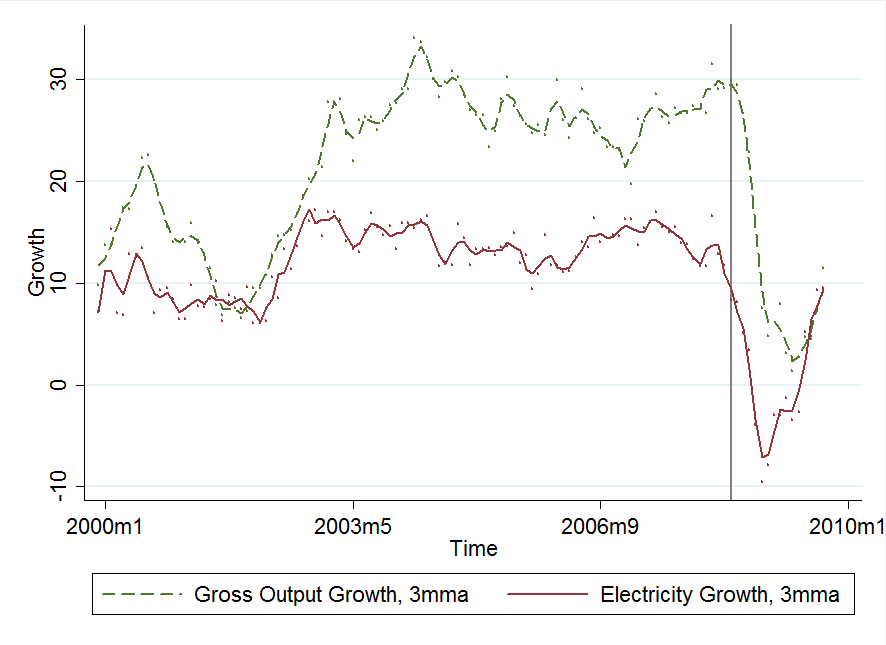 Growth
30
20
10
0
-10
2000m1 2003m5 2006m9 2010m1
Time
Gross Output Growth, 3mma Electricity Growth, 3mma